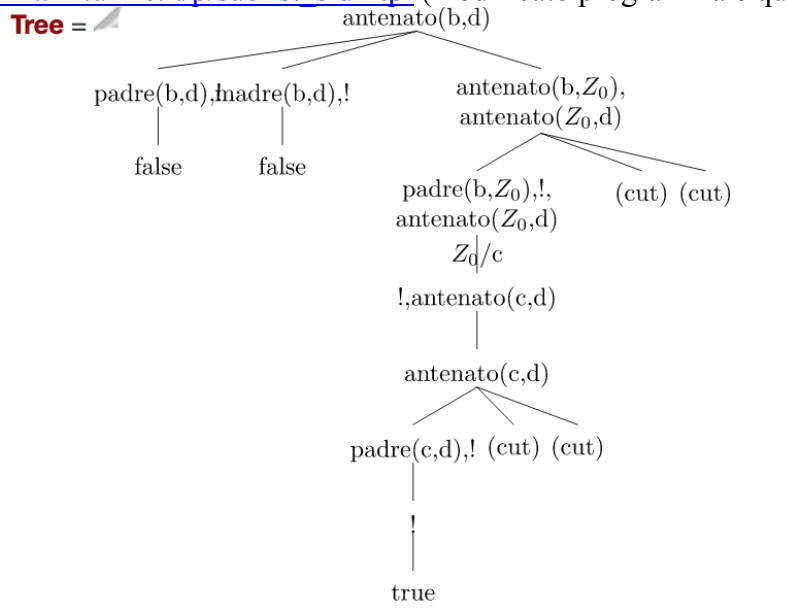 antenato(b,d)
Tree =
padre(b,d),!madre(b,d),!
antenato(b,Z₀),
antenato(Z₀,d)
false
false
padre(b,Z₀),!,
antenato(Z₀,d)
(cut) (cut)
Z₀/c
!,antenato(c,d)
antenato(c,d)
padre(c,d),! (cut) (cut)
!
true